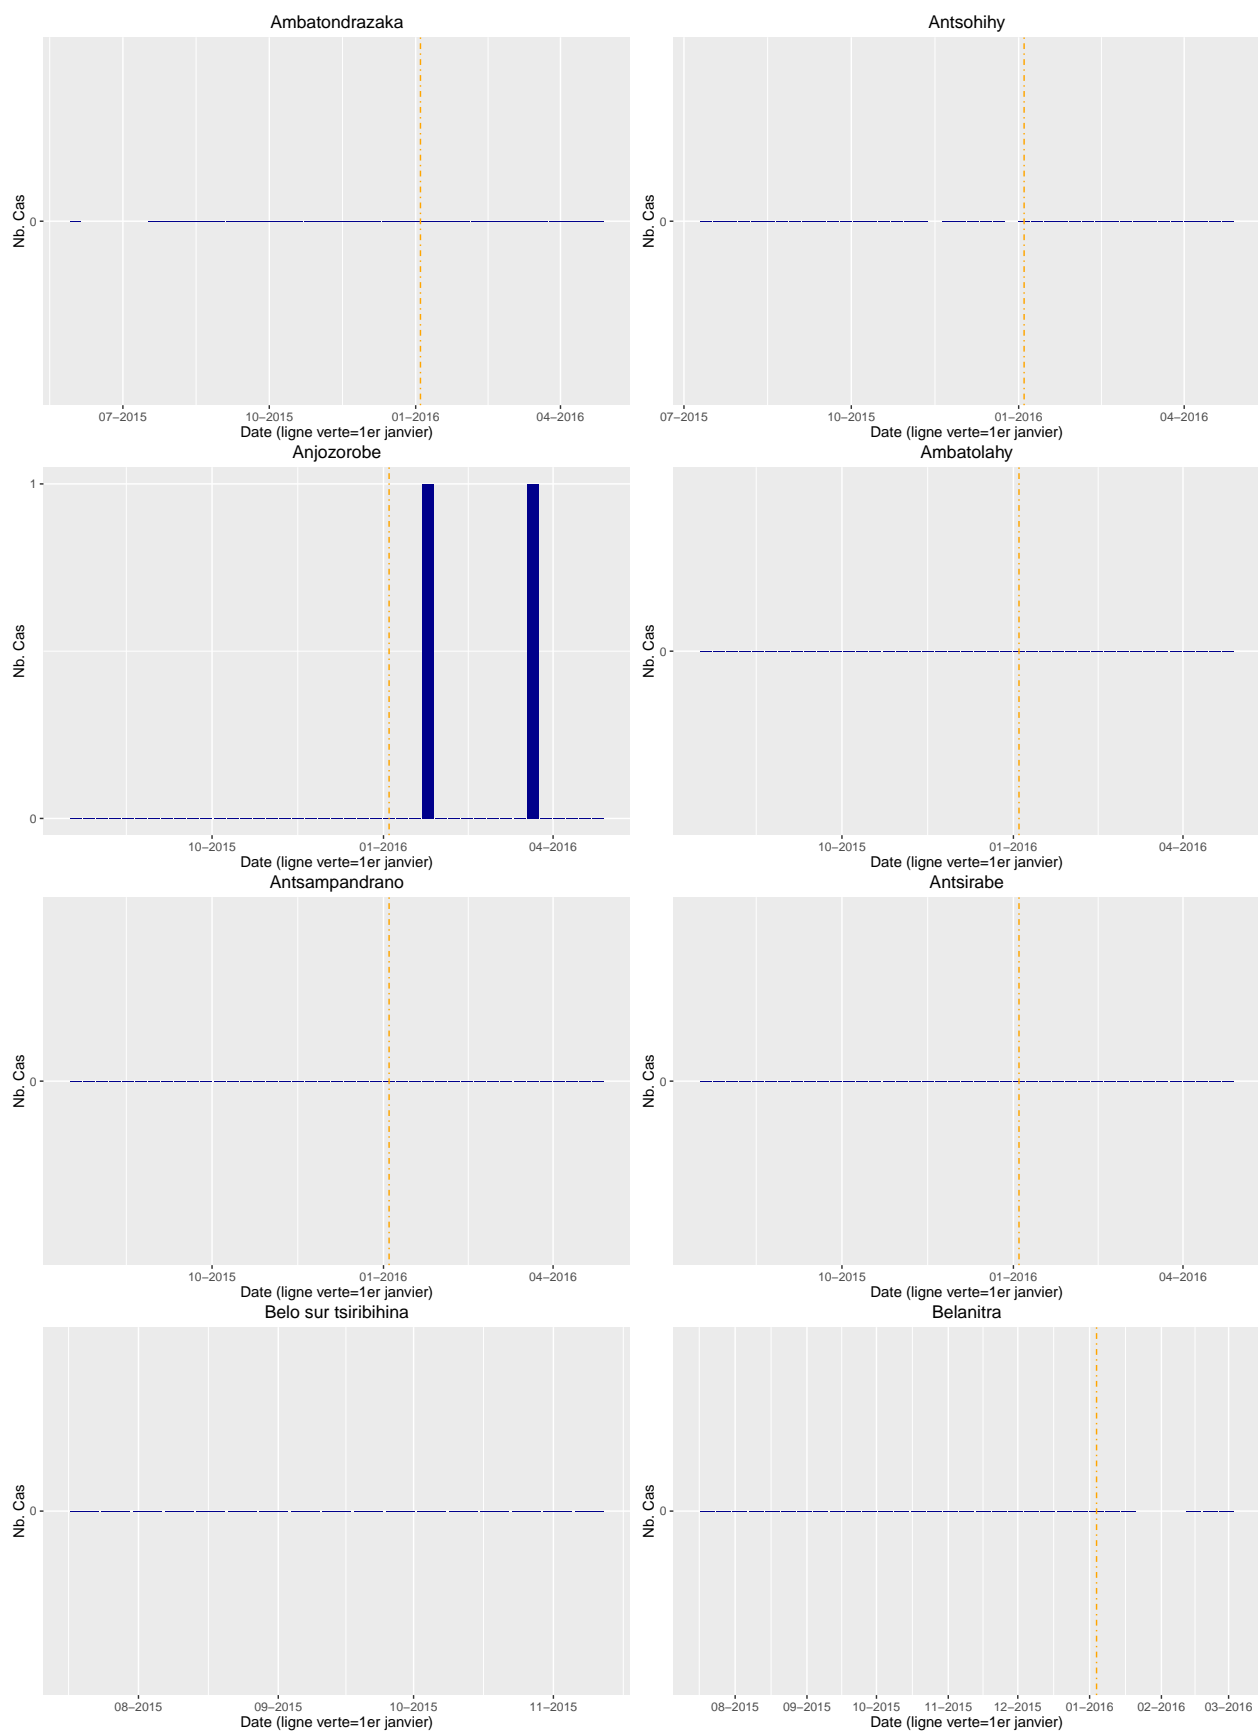 Ambatondrazaka
Nb. Cas
0
07–2015 10–2015 01–2016 04–2016
Date (ligne verte=1er janvier)
Antsohihy
Nb. Cas
0
07–2015 10–2015 01–2016 04–2016
Date (ligne verte=1er janvier)
Anjozorobe
Nb. Cas
1
0
10–2015 01–2016 04–2016
Date (ligne verte=1er janvier)
Ambatolahy
Nb. Cas
0
10–2015 01–2016 04–2016
Date (ligne verte=1er janvier)
Antsampandrano
Nb. Cas
0
10–2015 01–2016 04–2016
Date (ligne verte=1er janvier)
Antsirabe
Nb. Cas
0
10–2015 01–2016 04–2016
Date (ligne verte=1er janvier)
Belo sur tsiribihina
Nb. Cas
0
08–2015 09–2015 10–2015 11–2015
Date (ligne verte=1er janvier)
Belanitra
Nb. Cas
0
08–2015 09–2015 10–2015 11–2015 12–2015 01–2016 02–2016 03–2016
Date (ligne verte=1er janvier)